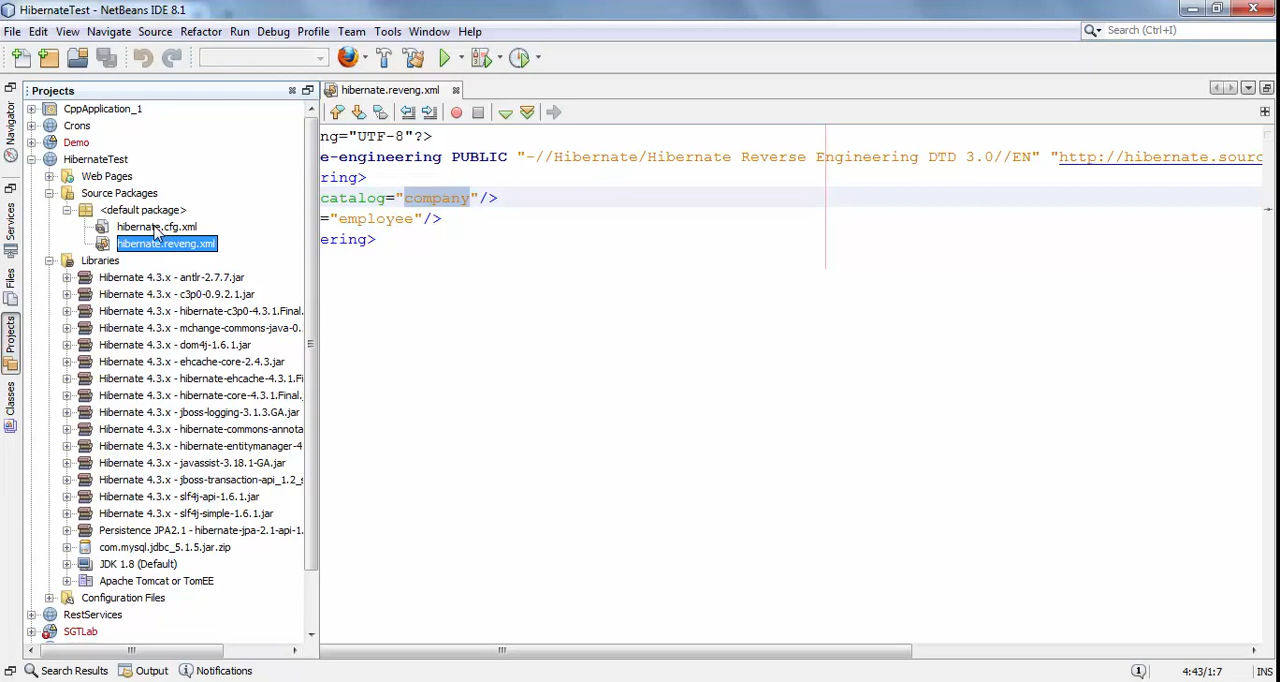 HibernateTest - NetBeans IDE 8.1
File Edit View Navigate Source Refactor Run Debug Profile Team Tools Window Help
Search (Ctrl+I)
Projects
hibernate.reveng.xml
Navigator
Services
Files
Projects
Classes
CppApplication_1
Crons
Demo
HibernateTest
Web Pages
Source Packages
<default package>
hibernate.cfg.xml
hibernate.reveng.xml
Libraries
Hibernate 4.3.x - antlr-2.7.7.jar
Hibernate 4.3.x - c3p0-0.9.2.1.jar
Hibernate 4.3.x - hibernate-c3p0-4.3.1.Final.
Hibernate 4.3.x - mchange-commons-java-0.
Hibernate 4.3.x - dom4j-1.6.1.jar
Hibernate 4.3.x - ehcache-core-2.4.3.jar
Hibernate 4.3.x - hibernate-ehcache-4.3.1.Fi
Hibernate 4.3.x - hibernate-core-4.3.1.Final.
Hibernate 4.3.x - jboss-logging-3.1.3.GA.jar
Hibernate 4.3.x - hibernate-commons-annota
Hibernate 4.3.x - hibernate-entitymanager-4
Hibernate 4.3.x - javassist-3.18.1-GA.jar
Hibernate 4.3.x - jboss-transaction-api_1.2_s
Hibernate 4.3.x - slf4j-api-1.6.1.jar
Hibernate 4.3.x - slf4j-simple-1.6.1.jar
Persistence JPA2.1 - hibernate-jpa-2.1-api-1.
com.mysql.jdbc_5.1.5.jar.zip
JDK 1.8 (Default)
Apache Tomcat or TomEE
Configuration Files
RestServices
SGTLab
ng="UTF-8"?>
e-engineering PUBLIC "-//Hibernate/Hibernate Reverse Engineering DTD 3.0//EN" "http://hibernate.sourc
ring>
catalog="company"/>
="employee"/>
ering>
Search Results Output Notifications
1 4:43/1:7 INS